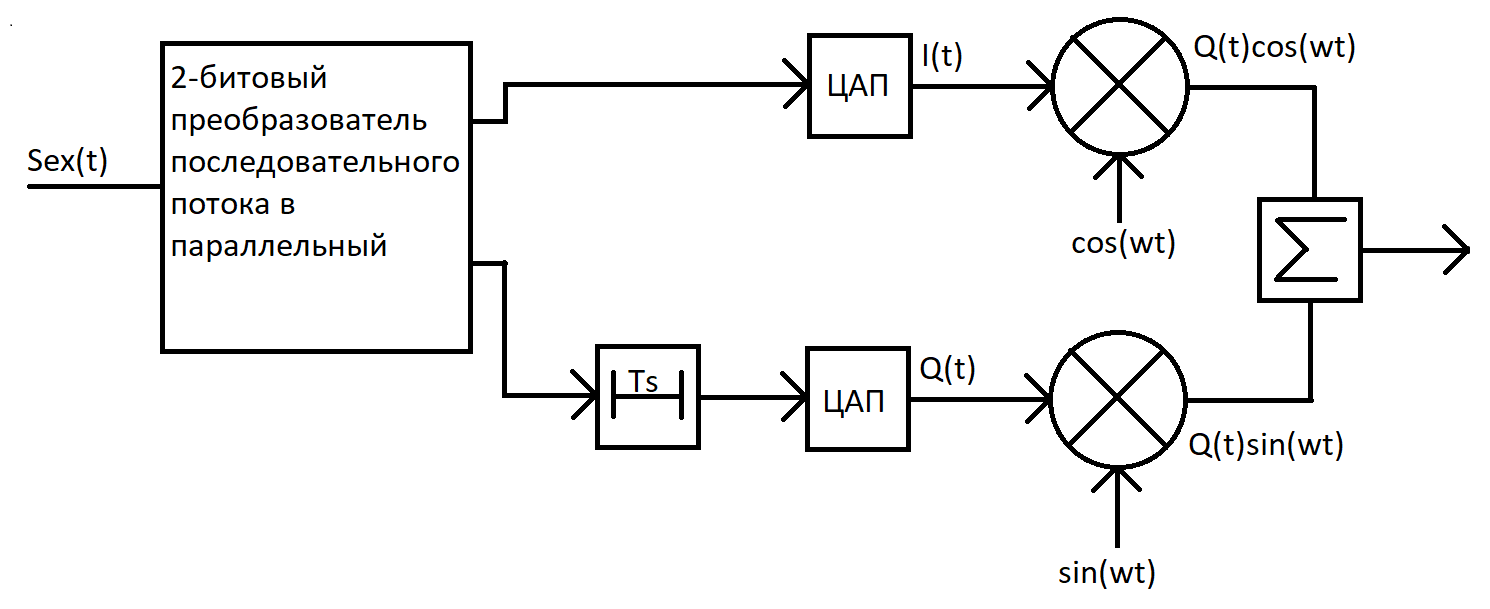 2-битовый
преобразователь
последовательного
потока в
параллельный
Sex(t)
ЦАП
I(t)
Q(t)cos(wt)
cos(wt)
Σ
Ts
ЦАП
Q(t)
Q(t)sin(wt)
sin(wt)